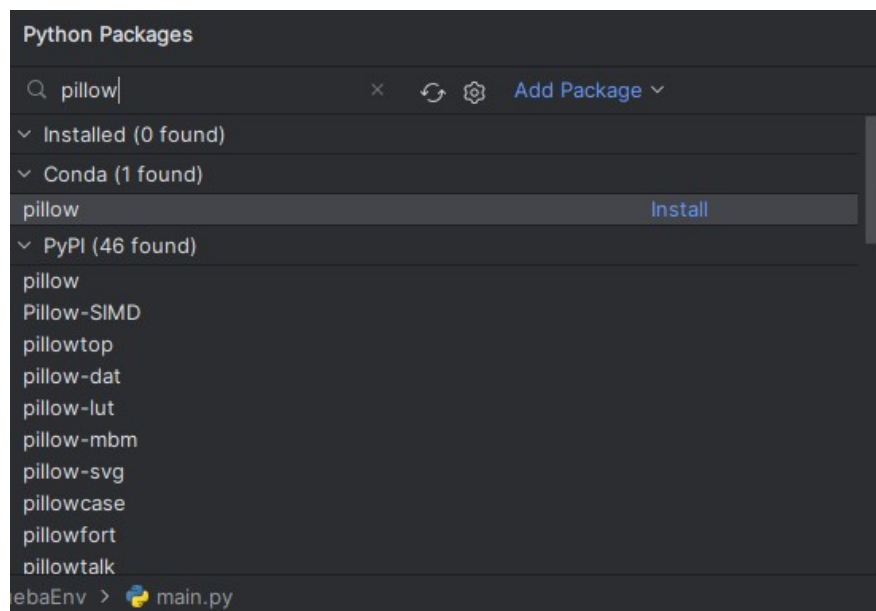 Python Packages
pillow Add Package
Installed (0 found)
Conda (1 found)
pillow Install
PyPI (46 found)
pillow
Pillow-SIMD
pillowtop
pillow-dat
pillow-lut
pillow-mbm
pillow-svg
pillowcase
pillowfort
pillowtalk
ebaEnv > main.py